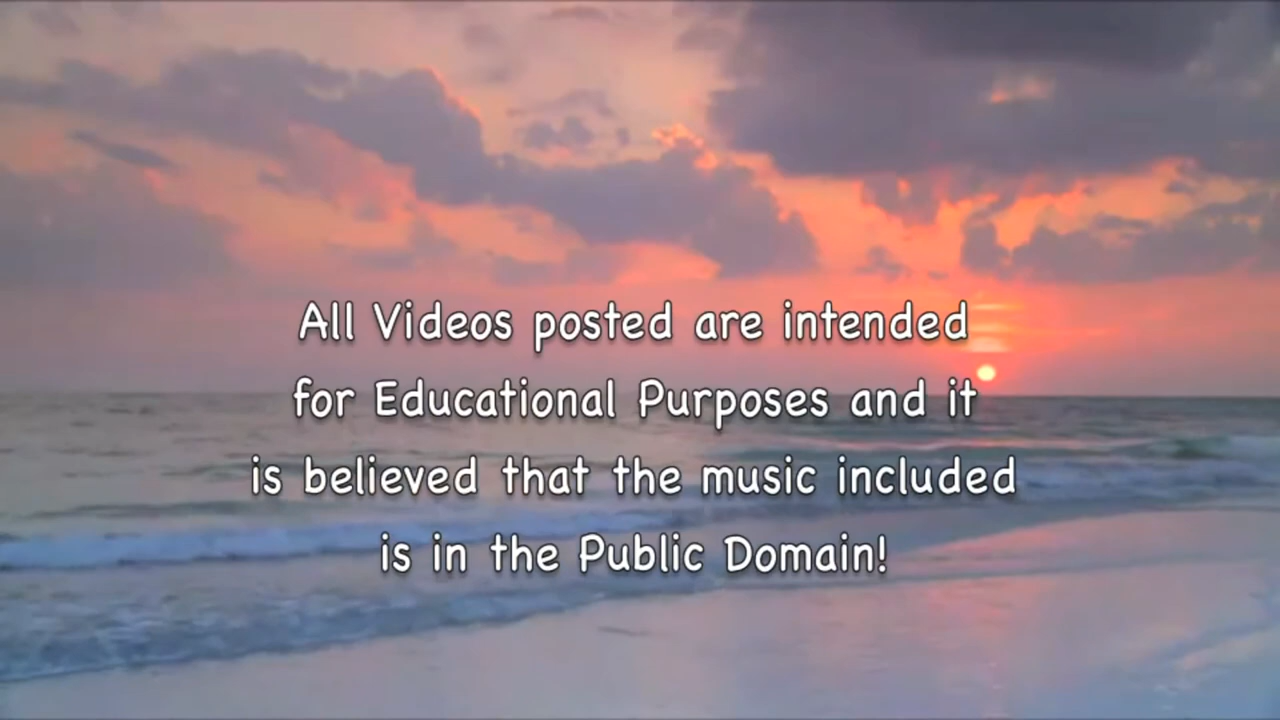 All Videos posted are intended
for Educational Purposes and it
is believed that the music included
is in the Public Domain!